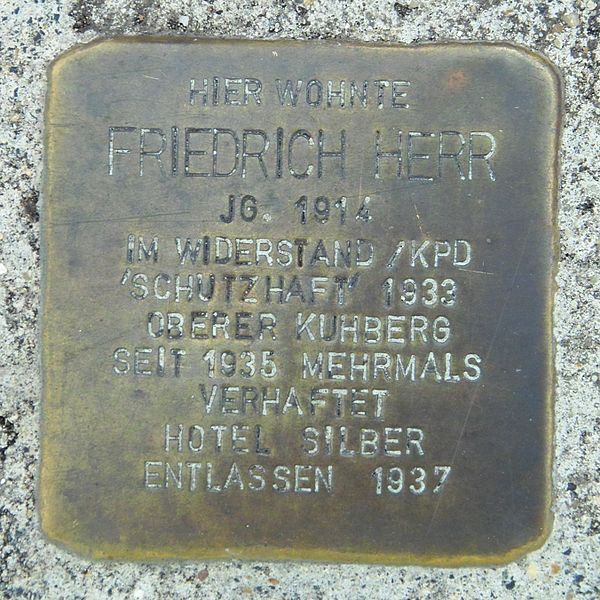 HIER WOHNTE
FRIEDRICH HERR
JG. 1914
IM WIDERSTAND / KPD
'SCHUTZHAFT' 1933
OBERER KUHBERG
SEIT 1935 MEHRMALS
VERHAFTET
HOTEL SILBER
ENTLASSEN 1937